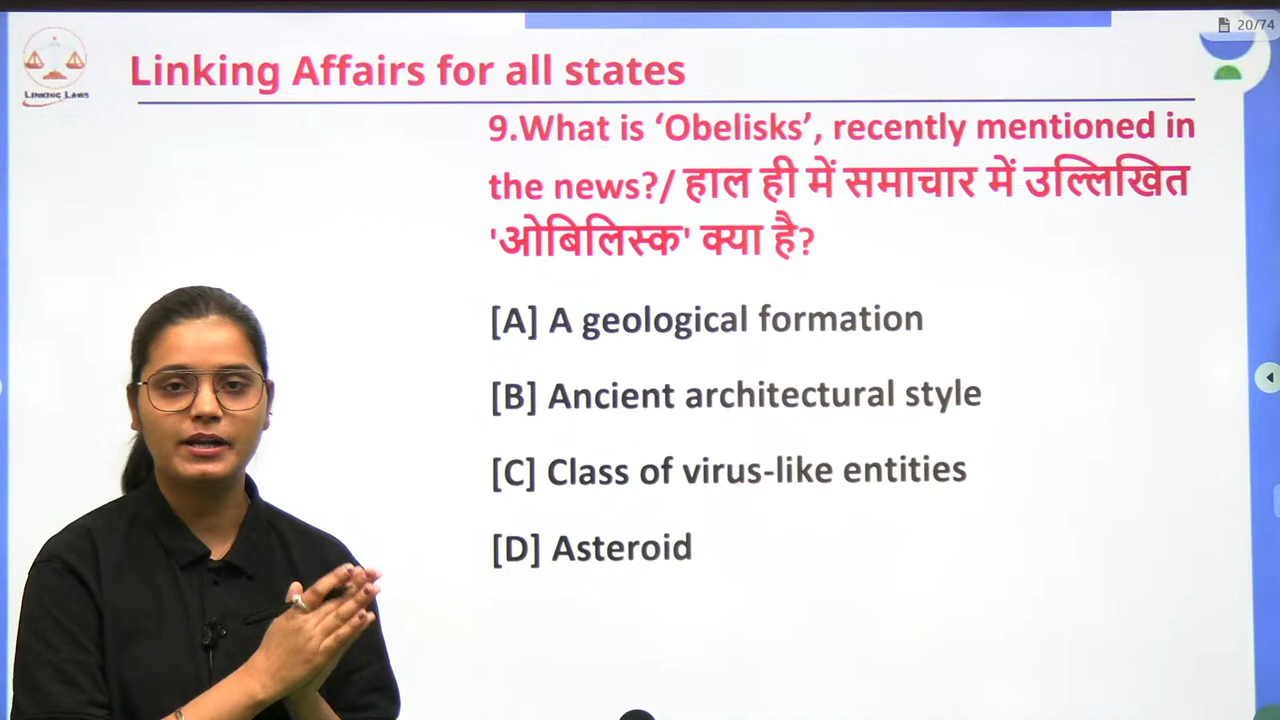 20/74
Linking Affairs for all states
LINKING LAWS
9.What is ‘Obelisks’, recently mentioned in
the news?/ हाल ही में समाचार में उल्लिखित
'ओबिलिस्क' क्या है?
[A] A geological formation
[B] Ancient architectural style
[C] Class of virus-like entities
[D] Asteroid